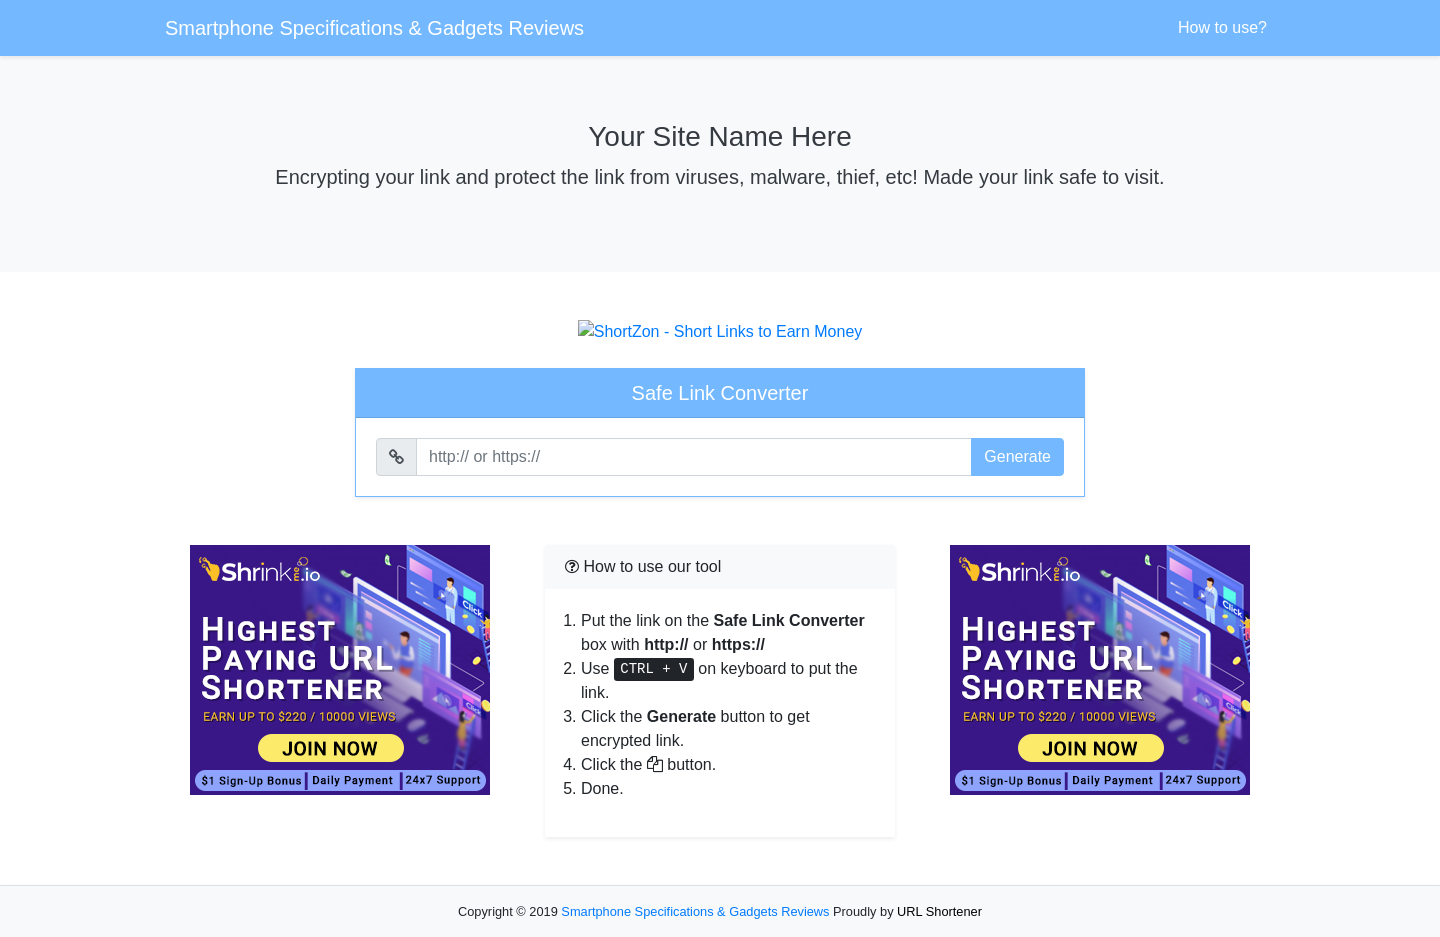 Smartphone Specifications & Gadgets Reviews
How to use?
Your Site Name Here
Encrypting your link and protect the link from viruses, malware, thief, etc! Made your link safe to visit.
ShortZon - Short Links to Earn Money
Safe Link Converter
http:// or https://
Generate
Shrinkme.io
HIGHEST
PAYING URL
SHORTENER
EARN UP TO $220 / 10000 VIEWS
JOIN NOW
$1 Sign-Up Bonus
Daily Payment
24x7 Support
Click
Click
How to use our tool
1. Put the link on the Safe Link Converter
box with http:// or https://
2. Use CTRL + V on keyboard to put the
link.
3. Click the Generate button to get
encrypted link.
4. Click the button.
5. Done.
Shrinkme.io
HIGHEST
PAYING URL
SHORTENER
EARN UP TO $220 / 10000 VIEWS
JOIN NOW
$1 Sign-Up Bonus
Daily Payment
24x7 Support
Click
Click
Copyright © 2019 Smartphone Specifications & Gadgets Reviews Proudly by URL Shortener